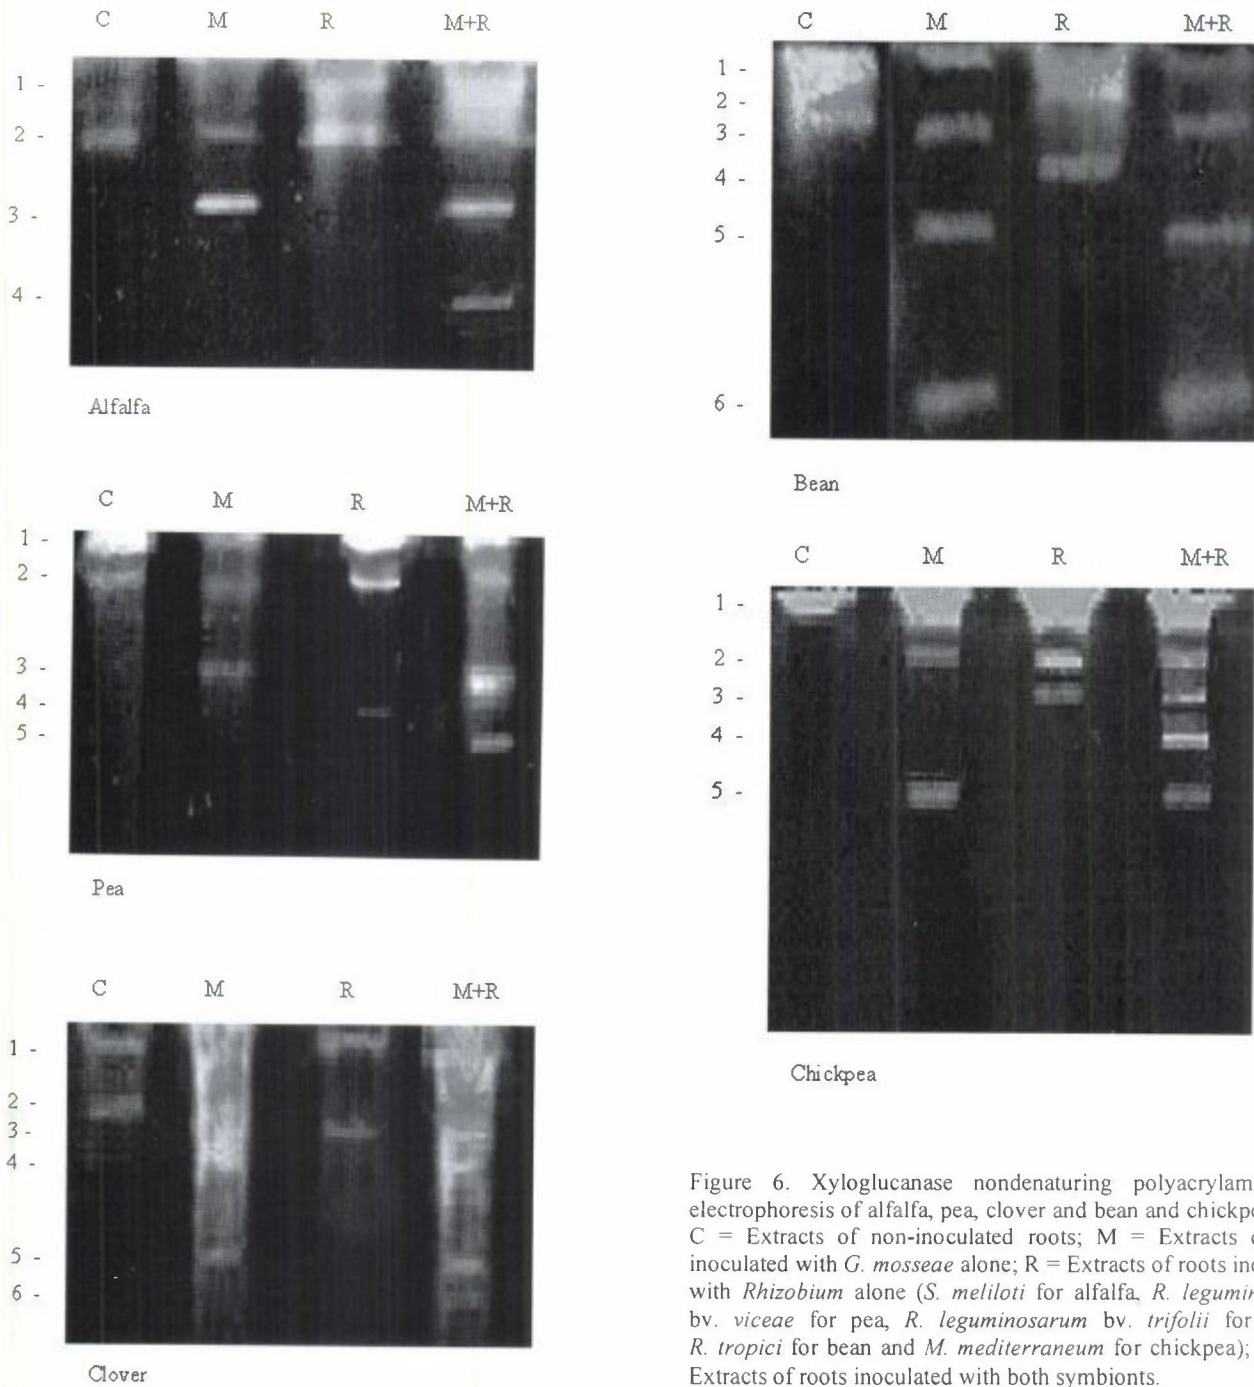 C M R M+R
1 -
2 -
3 -
4 -
Alfalfa
C M R M+R
1 -
2 -
3 -
4 -
5 -
Pea
C M R M+R
1 -
2 -
3 -
4 -
5 -
6 -
Clover
C M R M+R
1 -
2 -
3 -
4 -
5 -
6 -
Bean
C M R M+R
1 -
2 -
3 -
4 -
5 -
Chickpea
Figure 6. Xyloglucanase nondenaturing polyacrylam
electrophoresis of alfalfa, pea, clover and bean and chickp
C = Extracts of non-inoculated roots; M = Extracts
inoculated with G. mosseae alone; R = Extracts of roots ino
with Rhizobium alone (S. meliloti for alfalfa, R. legumin
bv. viceae for pea, R. leguminosarum bv. trifolii for
R. tropici for bean and M. mediterraneum for chickpea);
Extracts of roots inoculated with both symbionts.